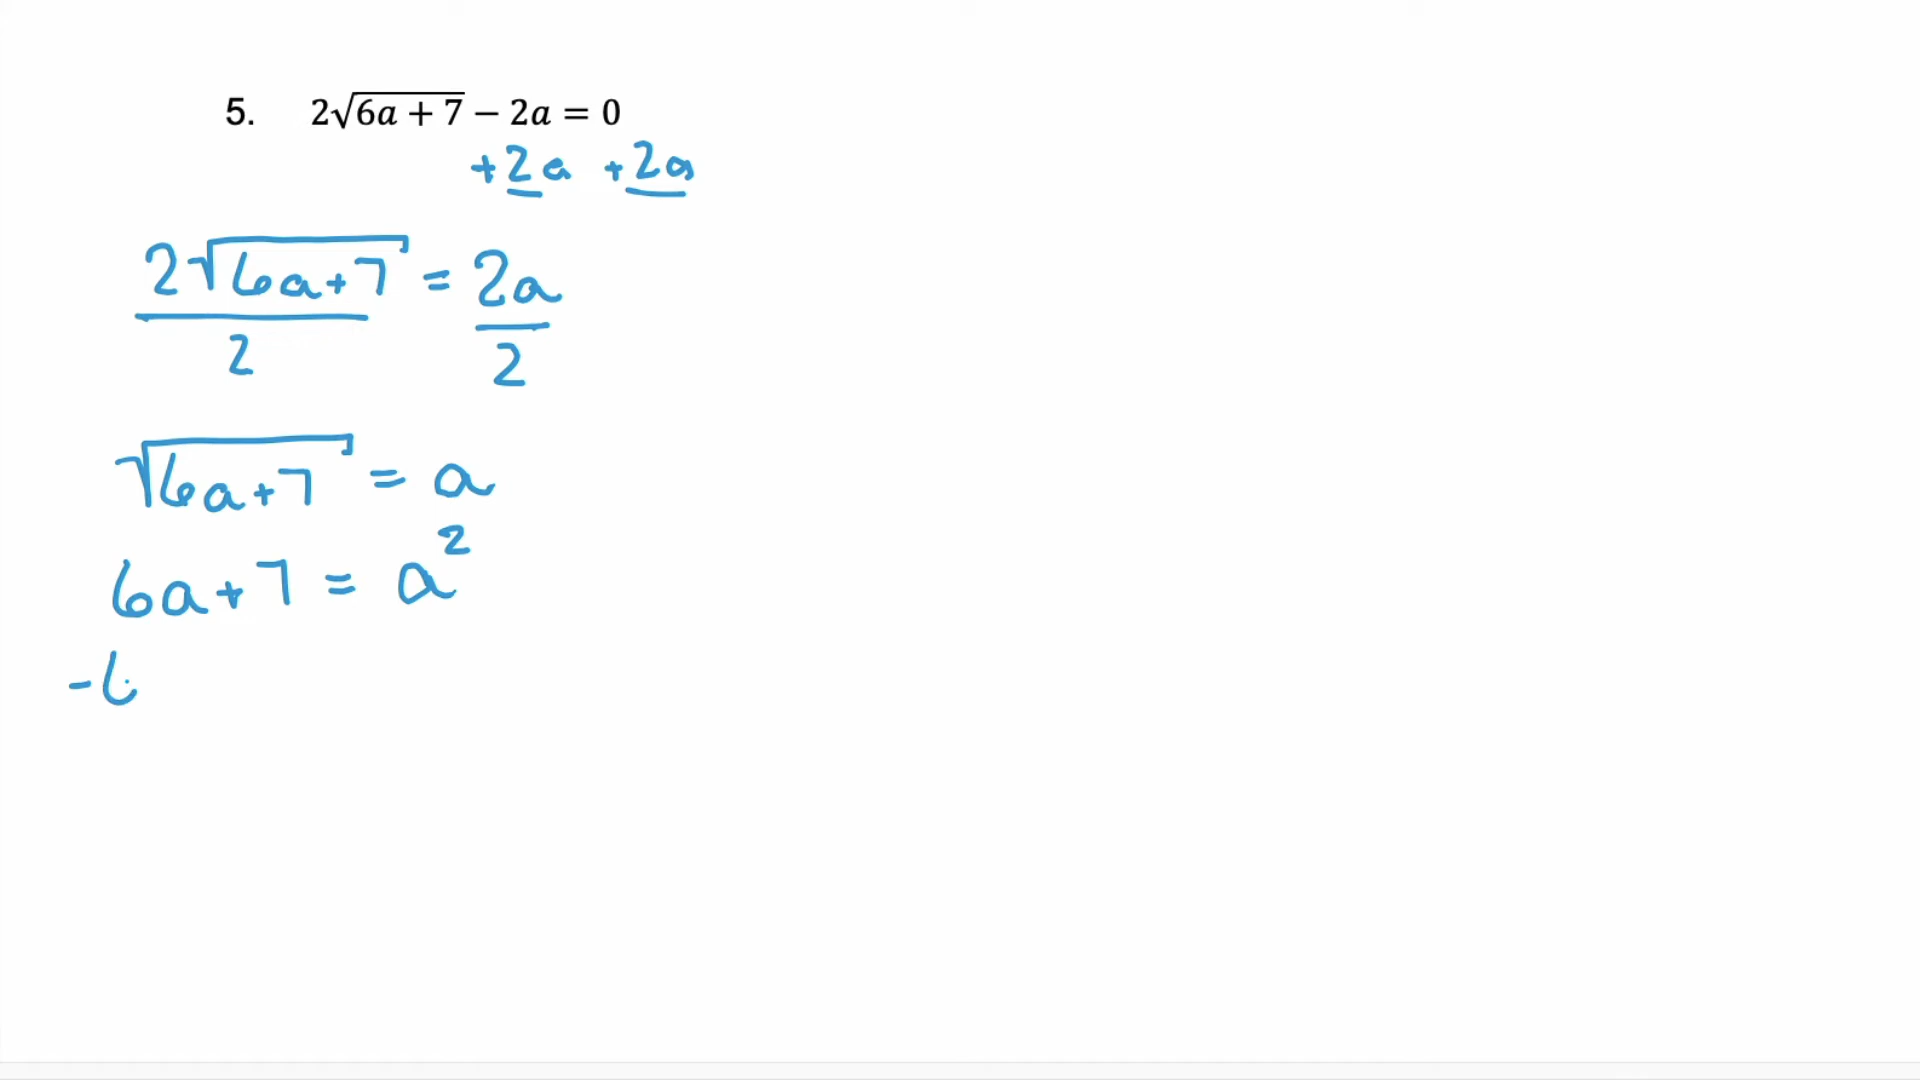 5. 2√6a + 7 − 2a = 0
+2a +2a
2√6a+7 = 2a
2 2
√6a+7 = a
6a+7 = a²
-6